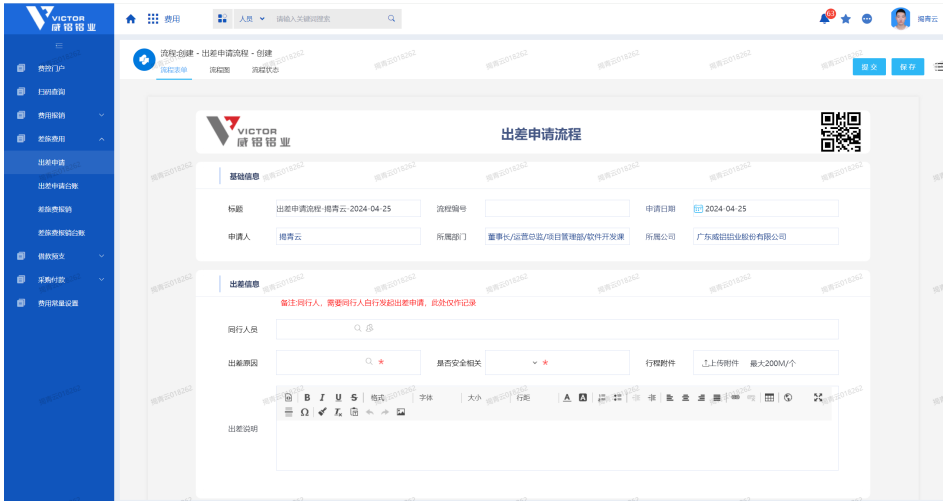 VICTOR
威铝铝业
费用
人员
请输入关键词搜索
63
揭青云
费控门户
扫码查询
费用报销
差旅费用
出差申请
出差申请台账
差旅费报销
差旅费报销台账
借款预支
采购付款
费用常量设置
流程:创建 - 出差申请流程 - 创建
流程表单
流程图
流程状态
提交
保存
VICTOR
威铝铝业
出差申请流程
基础信息
标题
出差申请流程-揭青云-2024-04-25
流程编号
申请日期
2024-04-25
申请人
揭青云
所属部门
董事长/运营总监/项目管理部/软件开发课
所属公司
广东威铝铝业股份有限公司
出差信息
备注:同行人，需要同行人自行发起出差申请，此处仅作记录
同行人员
出差原因
*
是否安全相关
*
行程附件
上传附件
最大200M/个
B I U S
格式
字体
大小
行距
A A
Ω
出差说明
揭青云018262